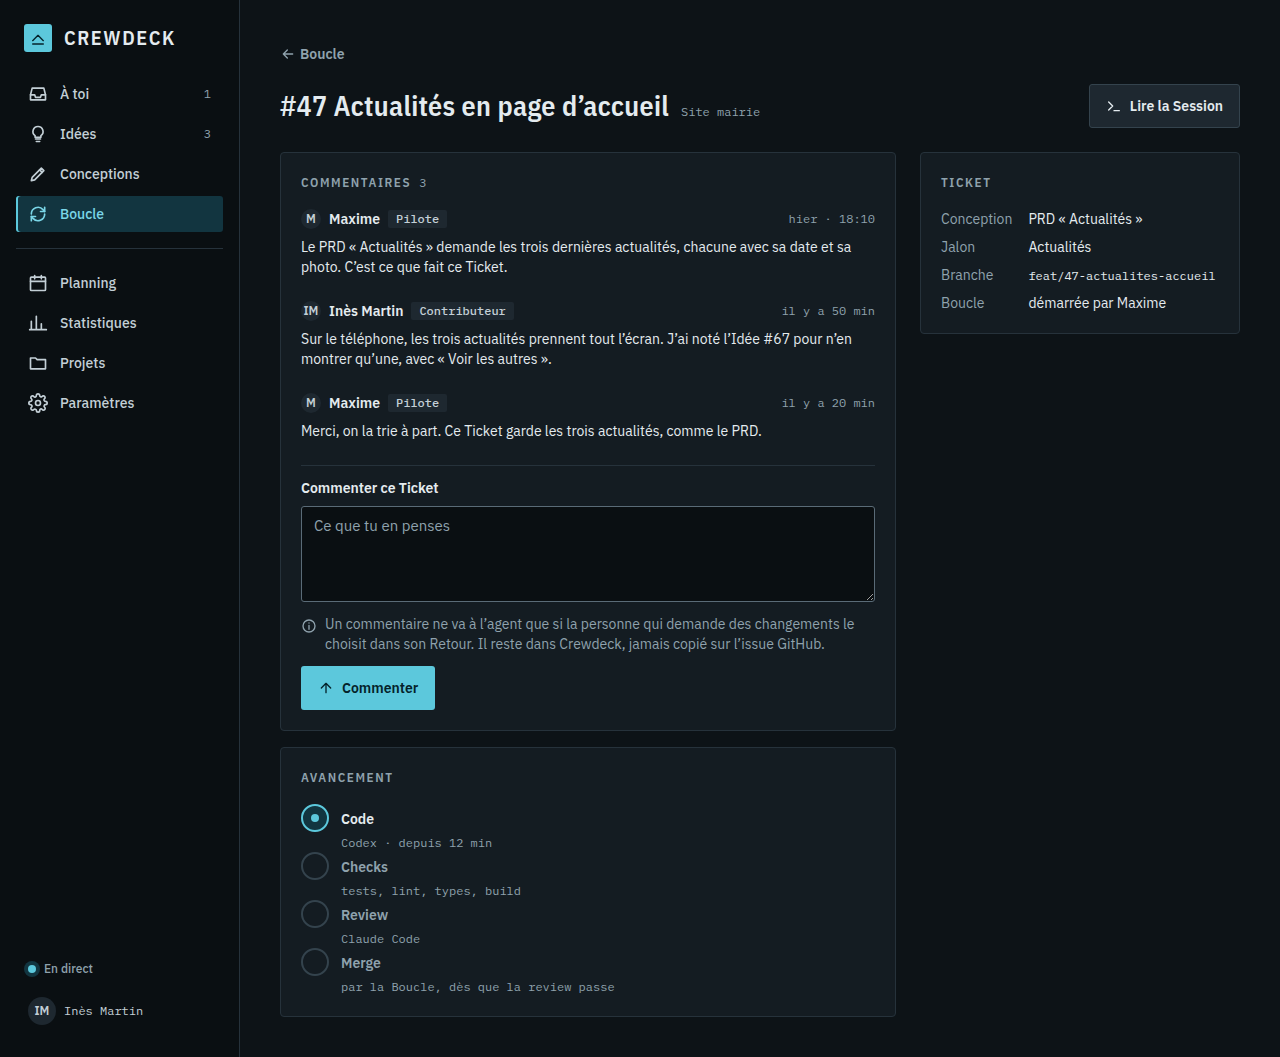 CREWDECK
À toi 1
Idées 3
Conceptions
Boucle
Planning
Statistiques
Projets
Paramètres
En direct
IM Inès Martin
← Boucle
#47 Actualités en page d’accueil Site mairie
Lire la Session
COMMENTAIRES 3
M Maxime Pilote hier · 18:10
Le PRD « Actualités » demande les trois dernières actualités, chacune avec sa date et sa
photo. C’est ce que fait ce Ticket.
IM Inès Martin Contributeur il y a 50 min
Sur le téléphone, les trois actualités prennent tout l’écran. J’ai noté l’Idée #67 pour n’en
montrer qu’une, avec « Voir les autres ».
M Maxime Pilote il y a 20 min
Merci, on la trie à part. Ce Ticket garde les trois actualités, comme le PRD.
Commenter ce Ticket
Ce que tu en penses
Un commentaire ne va à l’agent que si la personne qui demande des changements le
choisit dans son Retour. Il reste dans Crewdeck, jamais copié sur l’issue GitHub.
Commenter
AVANCEMENT
Code
Codex · depuis 12 min
Checks
tests, lint, types, build
Review
Claude Code
Merge
par la Boucle, dès que la review passe
TICKET
Conception PRD « Actualités »
Jalon Actualités
Branche feat/47-actualites-accueil
Boucle démarrée par Maxime